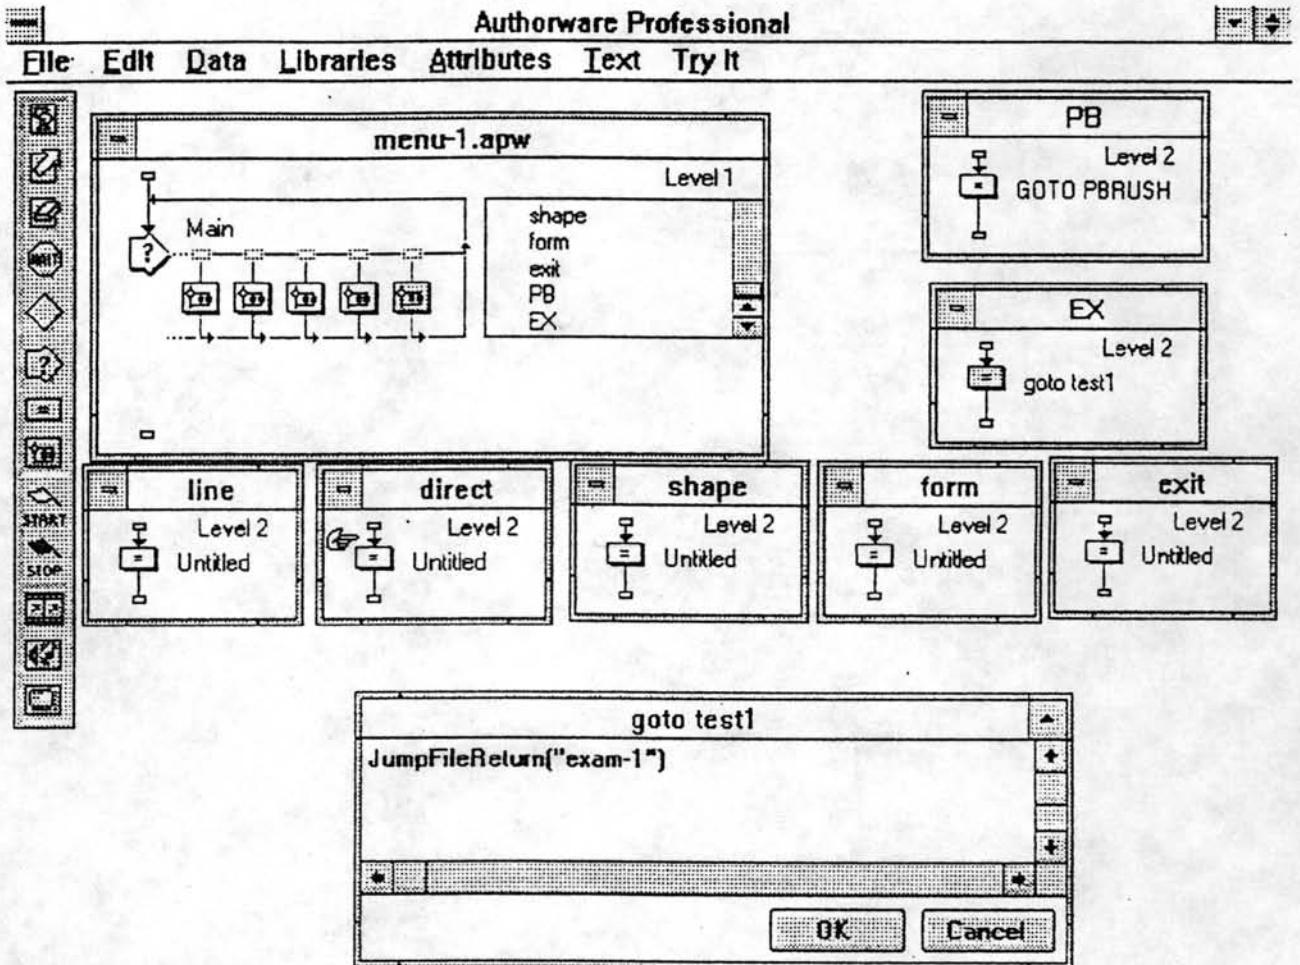 Authorware Professional
File Edit Data Libraries Attributes Text Try It
menu-1.apw
Level 1
Main
?
shape
form
exit
PB
EX
PB
Level 2
= GOTO PBRUSH
EX
Level 2
= goto test1
WAIT
?
=
START
STOP
line
Level 2
= Untitled
direct
Level 2
= Untitled
shape
Level 2
= Untitled
form
Level 2
= Untitled
exit
Level 2
= Untitled
goto test1
JumpFileReturn("exam-1")
OK Cancel